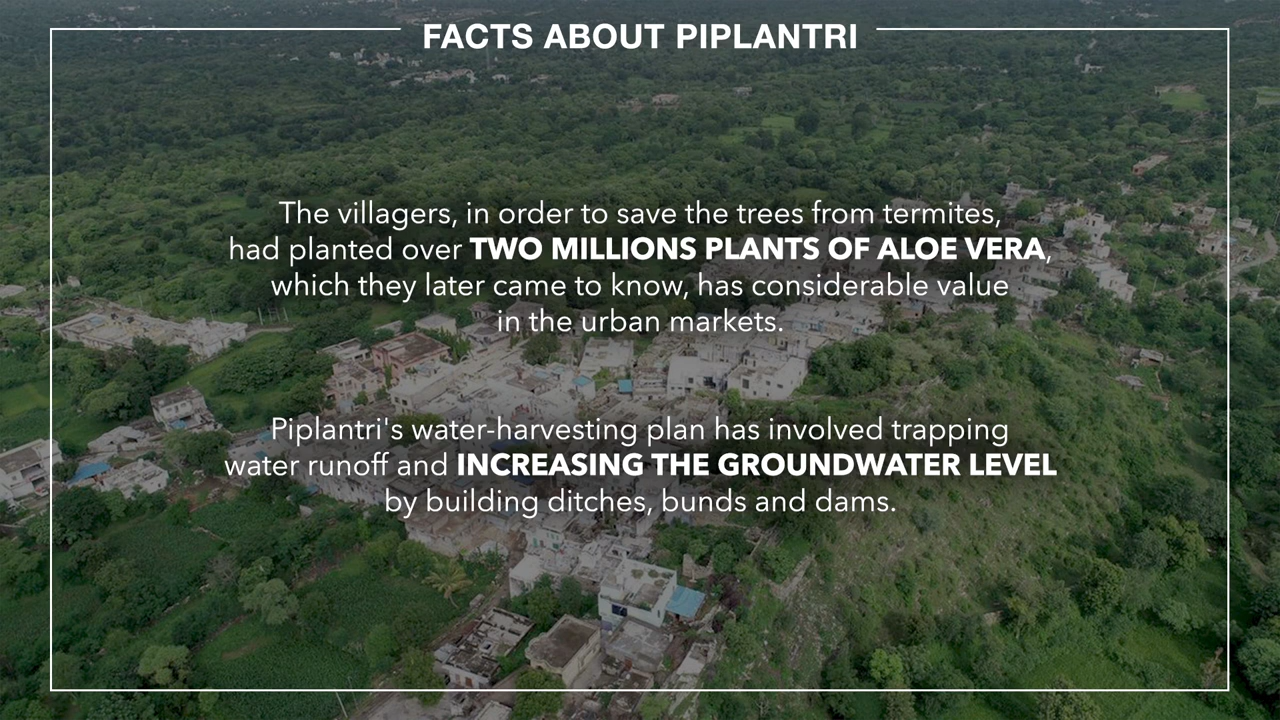 FACTS ABOUT PIPLANTRI
The villagers, in order to save the trees from termites,
had planted over TWO MILLIONS PLANTS OF ALOE VERA,
which they later came to know, has considerable value
in the urban markets.
Piplantri's water-harvesting plan has involved trapping
water runoff and INCREASING THE GROUNDWATER LEVEL
by building ditches, bunds and dams.